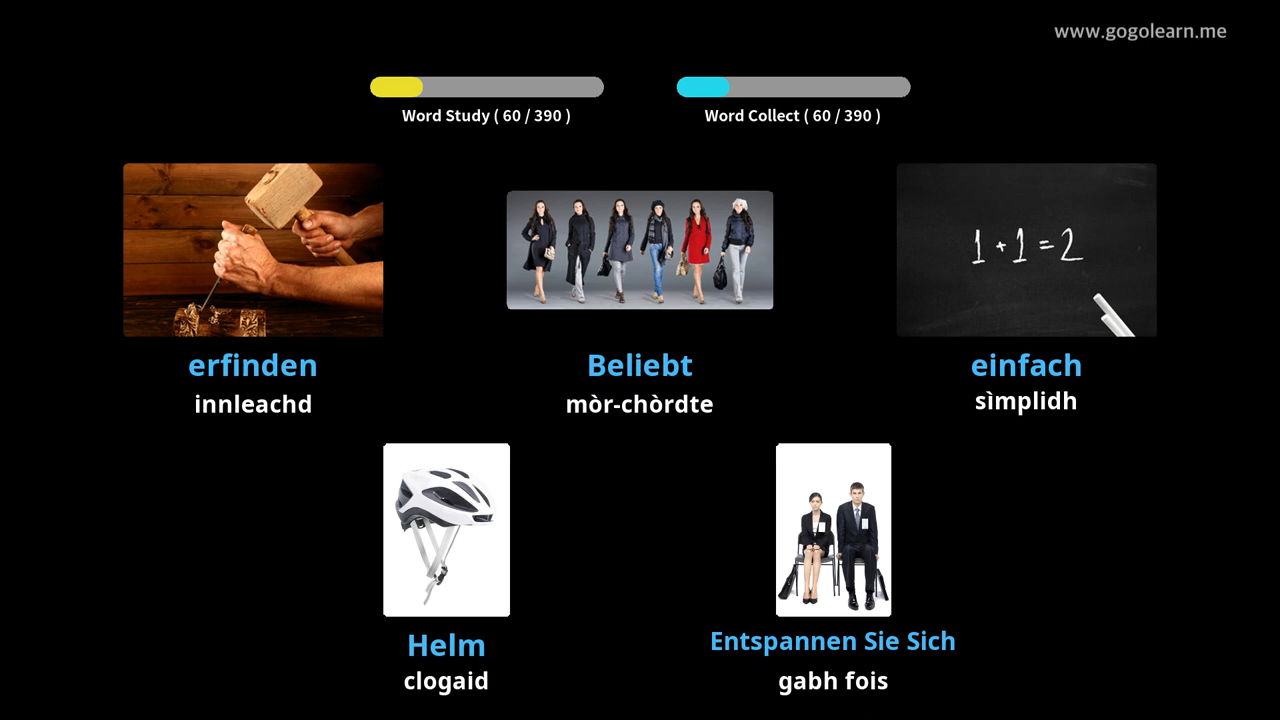 www.gogolearn.me
Word Study ( 60 / 390 )
Word Collect ( 60 / 390 )
1 + 1 = 2
erfinden
innleachd
Beliebt
mòr-chòrdte
einfach
sìmplidh
Helm
clogaid
Entspannen Sie Sich
gabh fois